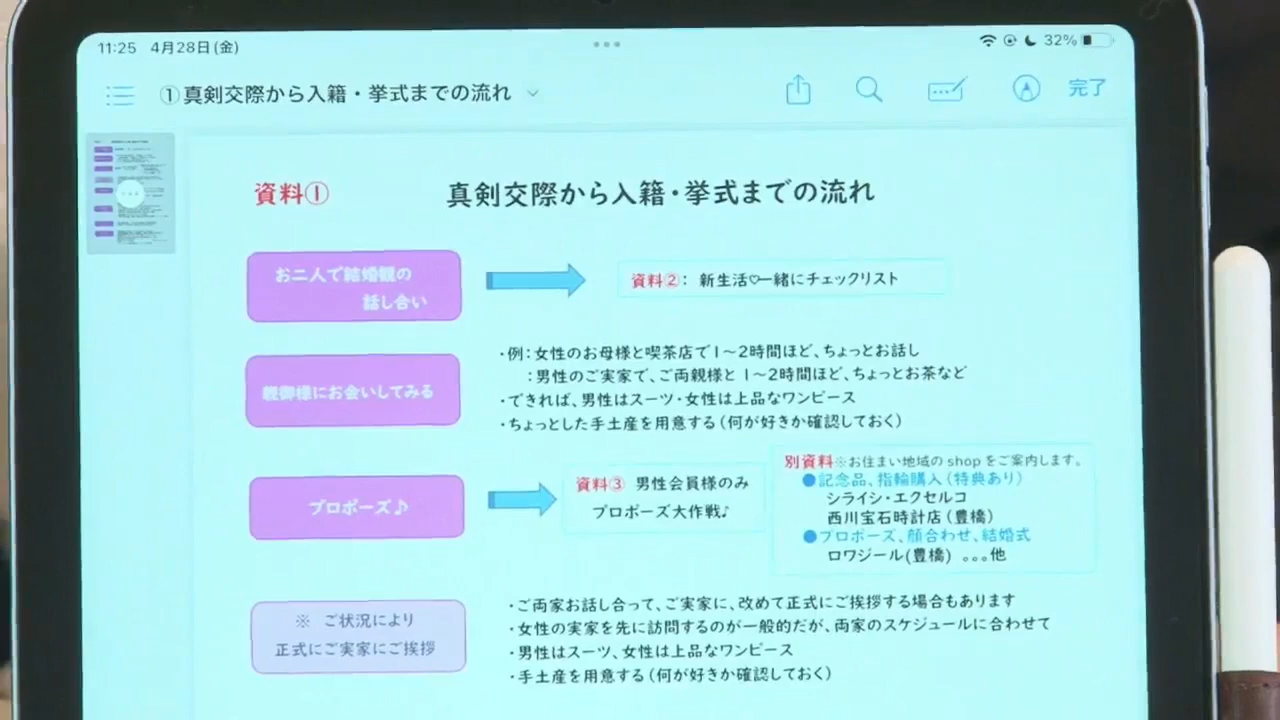 11:25 4月28日(金)
32%
①真剣交際から入籍・挙式までの流れ
完了
資料①
真剣交際から入籍・挙式までの流れ
お二人で結婚観の
話し合い
資料②： 新生活♡一緒にチェックリスト
親御様にお会いしてみる
・例：女性のお母様と喫茶店で1～2時間ほど、ちょっとお話し
：男性のご実家で、ご両親様と 1～2時間ほど、ちょっとお茶など
・できれば、男性はスーツ・女性は上品なワンピース
・ちょっとした手土産を用意する（何が好きか確認しておく）
プロポーズ♪
資料③ 男性会員様のみ
プロポーズ大作戦♪
別資料※お住まい地域の shop をご案内します。
●記念品、指輪購入（特典あり）
シライシ・エクセルコ
西川宝石時計店（豊橋）
●プロポーズ、顔合わせ、結婚式
ロワジール(豊橋) 。。。他
※ ご状況により
正式にご実家にご挨拶
・ご両家お話し合って、ご実家に、改めて正式にご挨拶する場合もあります
・女性の実家を先に訪問するのが一般的だが、両家のスケジュールに合わせて
・男性はスーツ、女性は上品なワンピース
・手土産を用意する（何が好きか確認しておく）